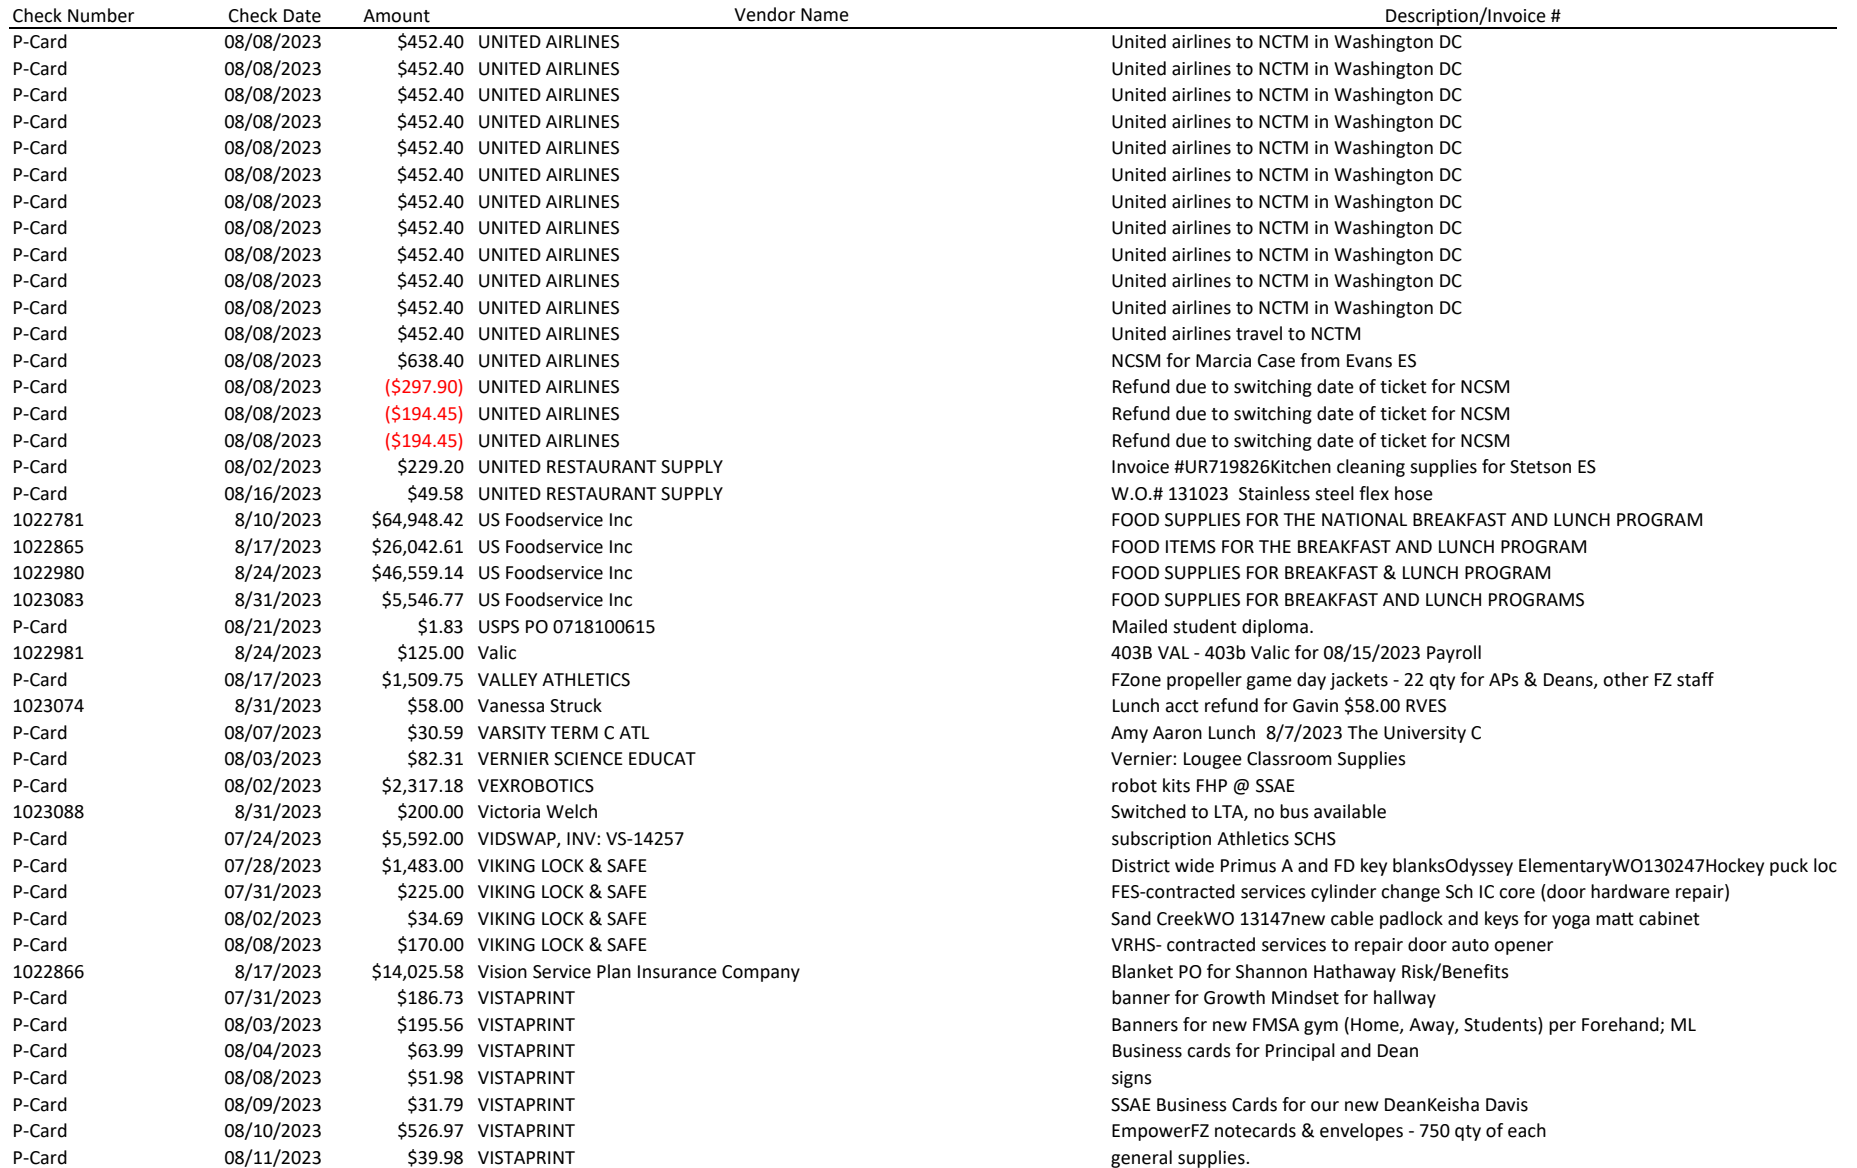 Check Number Check Date Amount Vendor Name Description/Invoice #
P-Card 08/08/2023 $452.40 UNITED AIRLINES United airlines to NCTM in Washington DC
P-Card 08/08/2023 $452.40 UNITED AIRLINES United airlines to NCTM in Washington DC
P-Card 08/08/2023 $452.40 UNITED AIRLINES United airlines to NCTM in Washington DC
P-Card 08/08/2023 $452.40 UNITED AIRLINES United airlines to NCTM in Washington DC
P-Card 08/08/2023 $452.40 UNITED AIRLINES United airlines to NCTM in Washington DC
P-Card 08/08/2023 $452.40 UNITED AIRLINES United airlines to NCTM in Washington DC
P-Card 08/08/2023 $452.40 UNITED AIRLINES United airlines to NCTM in Washington DC
P-Card 08/08/2023 $452.40 UNITED AIRLINES United airlines to NCTM in Washington DC
P-Card 08/08/2023 $452.40 UNITED AIRLINES United airlines to NCTM in Washington DC
P-Card 08/08/2023 $452.40 UNITED AIRLINES United airlines to NCTM in Washington DC
P-Card 08/08/2023 $452.40 UNITED AIRLINES United airlines to NCTM in Washington DC
P-Card 08/08/2023 $452.40 UNITED AIRLINES United airlines travel to NCTM
P-Card 08/08/2023 $638.40 UNITED AIRLINES NCSM for Marcia Case from Evans ES
P-Card 08/08/2023 ($297.90) UNITED AIRLINES Refund due to switching date of ticket for NCSM
P-Card 08/08/2023 ($194.45) UNITED AIRLINES Refund due to switching date of ticket for NCSM
P-Card 08/08/2023 ($194.45) UNITED AIRLINES Refund due to switching date of ticket for NCSM
P-Card 08/02/2023 $229.20 UNITED RESTAURANT SUPPLY Invoice #UR719826Kitchen cleaning supplies for Stetson ES
P-Card 08/16/2023 $49.58 UNITED RESTAURANT SUPPLY W.O.# 131023 Stainless steel flex hose
1022781 8/10/2023 $64,948.42 US Foodservice Inc FOOD SUPPLIES FOR THE NATIONAL BREAKFAST AND LUNCH PROGRAM
1022865 8/17/2023 $26,042.61 US Foodservice Inc FOOD ITEMS FOR THE BREAKFAST AND LUNCH PROGRAM
1022980 8/24/2023 $46,559.14 US Foodservice Inc FOOD SUPPLIES FOR BREAKFAST & LUNCH PROGRAM
1023083 8/31/2023 $5,546.77 US Foodservice Inc FOOD SUPPLIES FOR BREAKFAST AND LUNCH PROGRAMS
P-Card 08/21/2023 $1.83 USPS PO 0718100615 Mailed student diploma.
1022981 8/24/2023 $125.00 Valic 403B VAL - 403b Valic for 08/15/2023 Payroll
P-Card 08/17/2023 $1,509.75 VALLEY ATHLETICS FZone propeller game day jackets - 22 qty for APs & Deans, other FZ staff
1023074 8/31/2023 $58.00 Vanessa Struck Lunch acct refund for Gavin $58.00 RVES
P-Card 08/07/2023 $30.59 VARSITY TERM C ATL Amy Aaron Lunch 8/7/2023 The University C
P-Card 08/03/2023 $82.31 VERNIER SCIENCE EDUCAT Vernier: Lougee Classroom Supplies
P-Card 08/02/2023 $2,317.18 VEXROBOTICS robot kits FHP @ SSAE
1023088 8/31/2023 $200.00 Victoria Welch Switched to LTA, no bus available
P-Card 07/24/2023 $5,592.00 VIDSWAP, INV: VS-14257 subscription Athletics SCHS
P-Card 07/28/2023 $1,483.00 VIKING LOCK & SAFE District wide Primus A and FD key blanksOdyssey ElementaryWO130247Hockey puck loc
P-Card 07/31/2023 $225.00 VIKING LOCK & SAFE FES-contracted services cylinder change Sch IC core (door hardware repair)
P-Card 08/02/2023 $34.69 VIKING LOCK & SAFE Sand CreekWO 13147new cable padlock and keys for yoga matt cabinet
P-Card 08/08/2023 $170.00 VIKING LOCK & SAFE VRHS- contracted services to repair door auto opener
1022866 8/17/2023 $14,025.58 Vision Service Plan Insurance Company Blanket PO for Shannon Hathaway Risk/Benefits
P-Card 07/31/2023 $186.73 VISTAPRINT banner for Growth Mindset for hallway
P-Card 08/03/2023 $195.56 VISTAPRINT Banners for new FMSA gym (Home, Away, Students) per Forehand; ML
P-Card 08/04/2023 $63.99 VISTAPRINT Business cards for Principal and Dean
P-Card 08/08/2023 $51.98 VISTAPRINT signs
P-Card 08/09/2023 $31.79 VISTAPRINT SSAE Business Cards for our new DeanKeisha Davis
P-Card 08/10/2023 $526.97 VISTAPRINT EmpowerFZ notecards & envelopes - 750 qty of each
P-Card 08/11/2023 $39.98 VISTAPRINT general supplies.